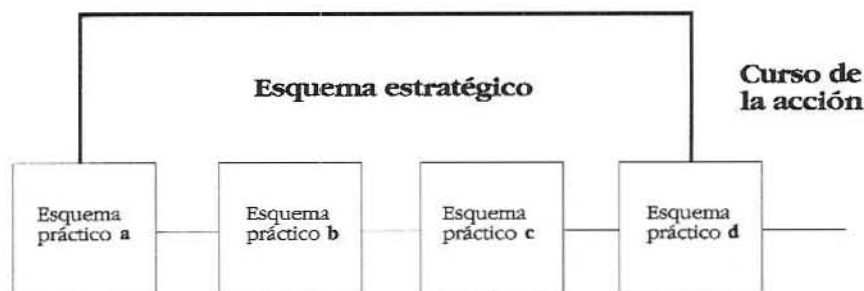 Esquema estratégico
Curso de
la acción
Esquema
práctico a
Esquema
práctico b
Esquema
práctico c
Esquema
práctico d